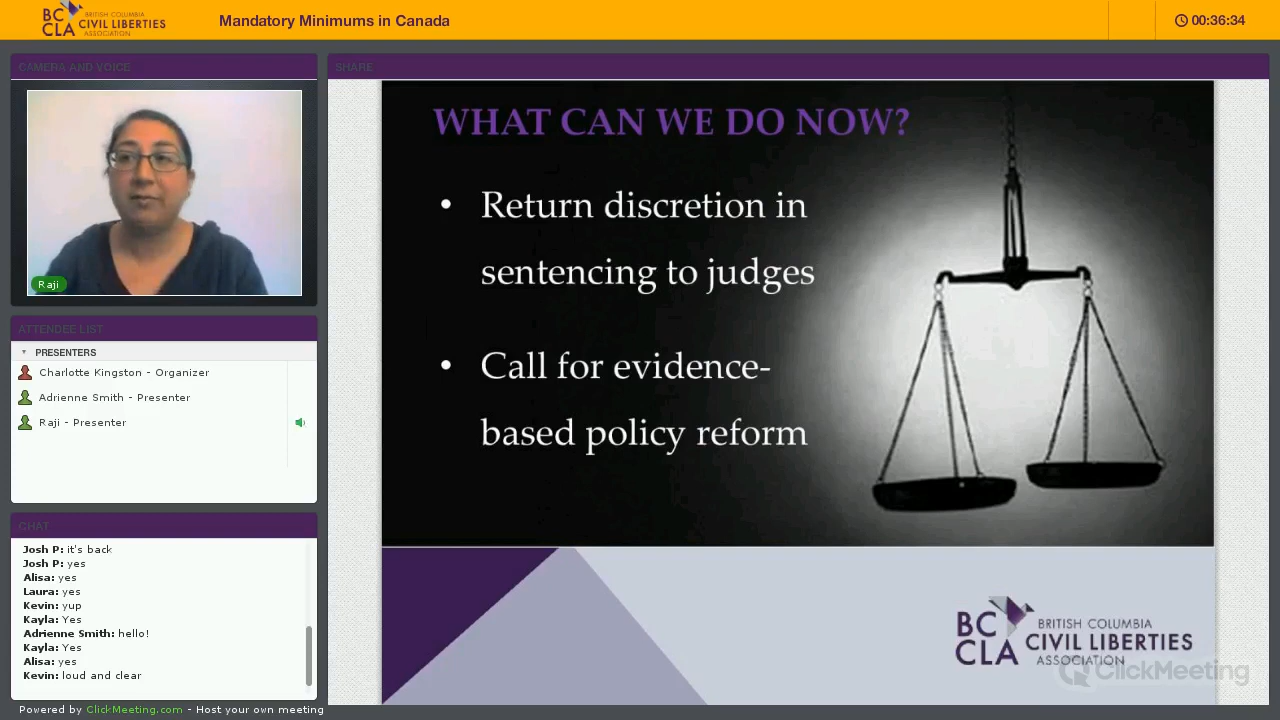 BC
CLA
BRITISH COLUMBIA
CIVIL LIBERTIES
ASSOCIATION
Mandatory Minimums in Canada
00:36:34
CAMERA AND VOICE
Raji
ATTENDEE LIST
PRESENTERS
Charlotte Kingston - Organizer
Adrienne Smith - Presenter
Raji - Presenter
CHAT
Josh P: it's back
Josh P: yes
Alisa: yes
Laura: yes
Kevin: yup
Kayla: Yes
Adrienne Smith: hello!
Kayla: Yes
Alisa: yes
Kevin: loud and clear
Powered by ClickMeeting.com - Host your own meeting
SHARE
WHAT CAN WE DO NOW?
• Return discretion in
sentencing to judges
• Call for evidence-
based policy reform
BC
CLA
BRITISH COLUMBIA
CIVIL LIBERTIES
ASSOCIATION
ClickMeeting